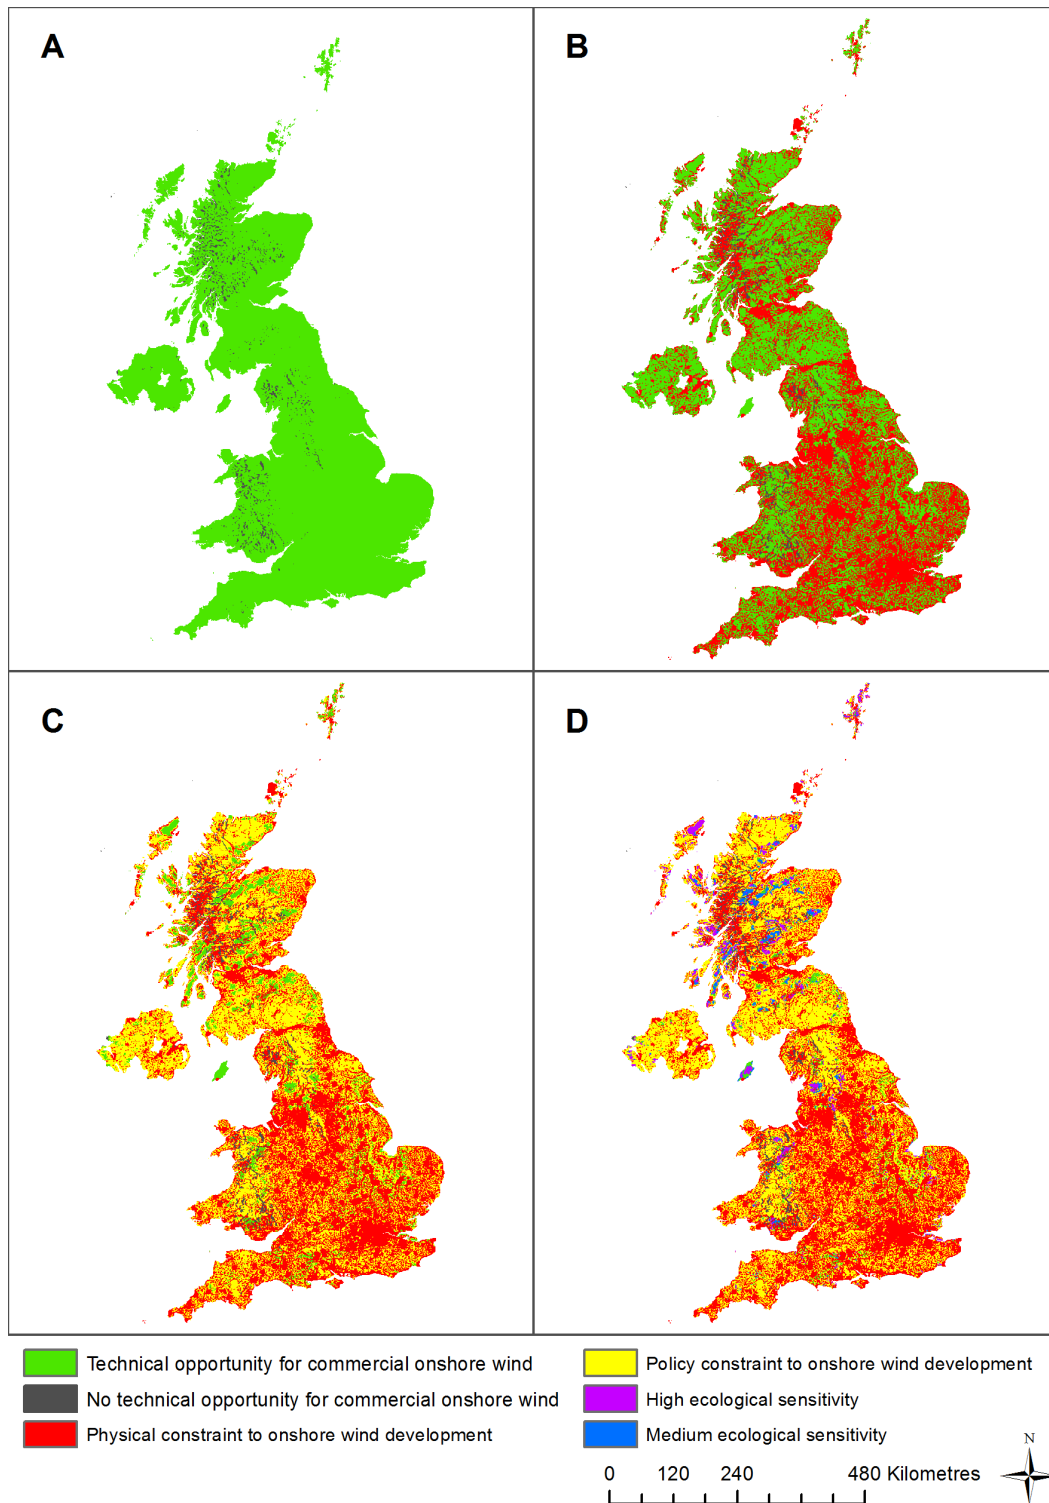 A
B
C
D
Technical opportunity for commercial onshore wind
No technical opportunity for commercial onshore wind
Physical constraint to onshore wind development
Policy constraint to onshore wind development
High ecological sensitivity
Medium ecological sensitivity
N
0 120 240 480 Kilometres